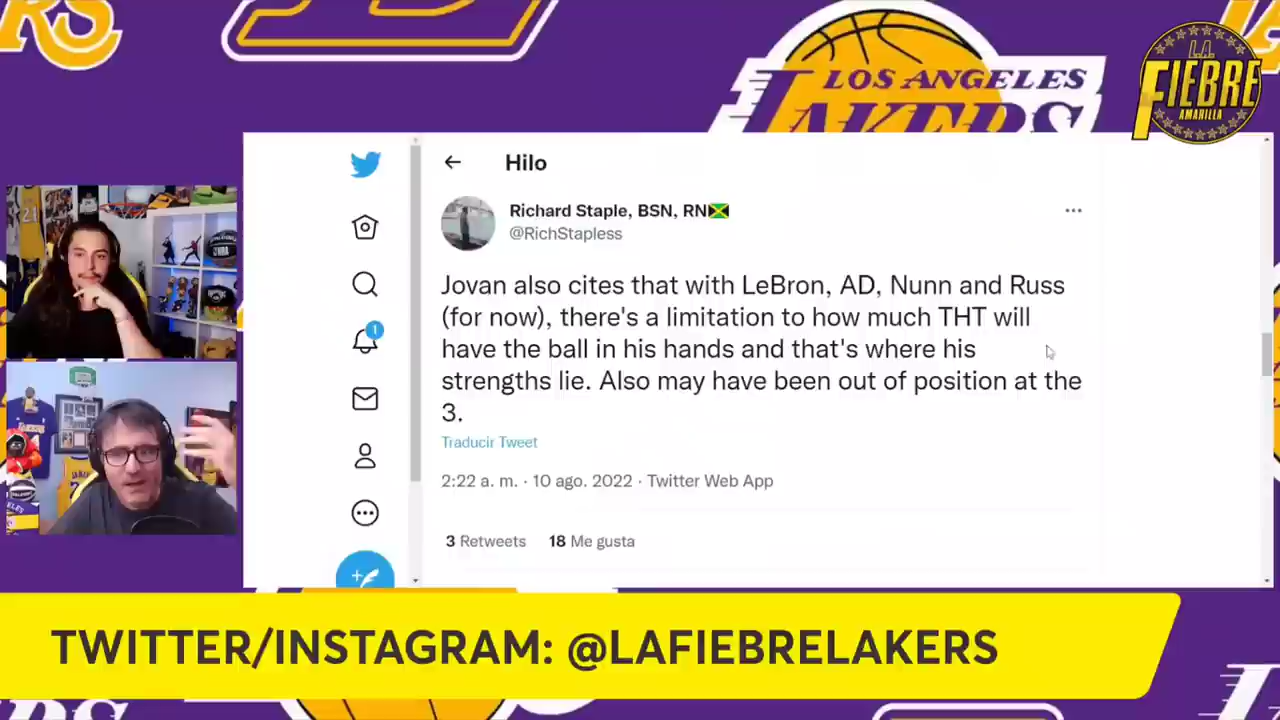 RS
LOS ANGELES
LAKERS
L.A.
FIEBRE
AMARILLA
Hilo
Richard Staple, BSN, RN🇯🇲
@RichStapless
Jovan also cites that with LeBron, AD, Nunn and Russ
(for now), there's a limitation to how much THT will
have the ball in his hands and that's where his
strengths lie. Also may have been out of position at the
3.
Traducir Tweet
2:22 a. m. · 10 ago. 2022 · Twitter Web App
3 Retweets 18 Me gusta
1
TWITTER/INSTAGRAM: @LAFIEBRELAKERS